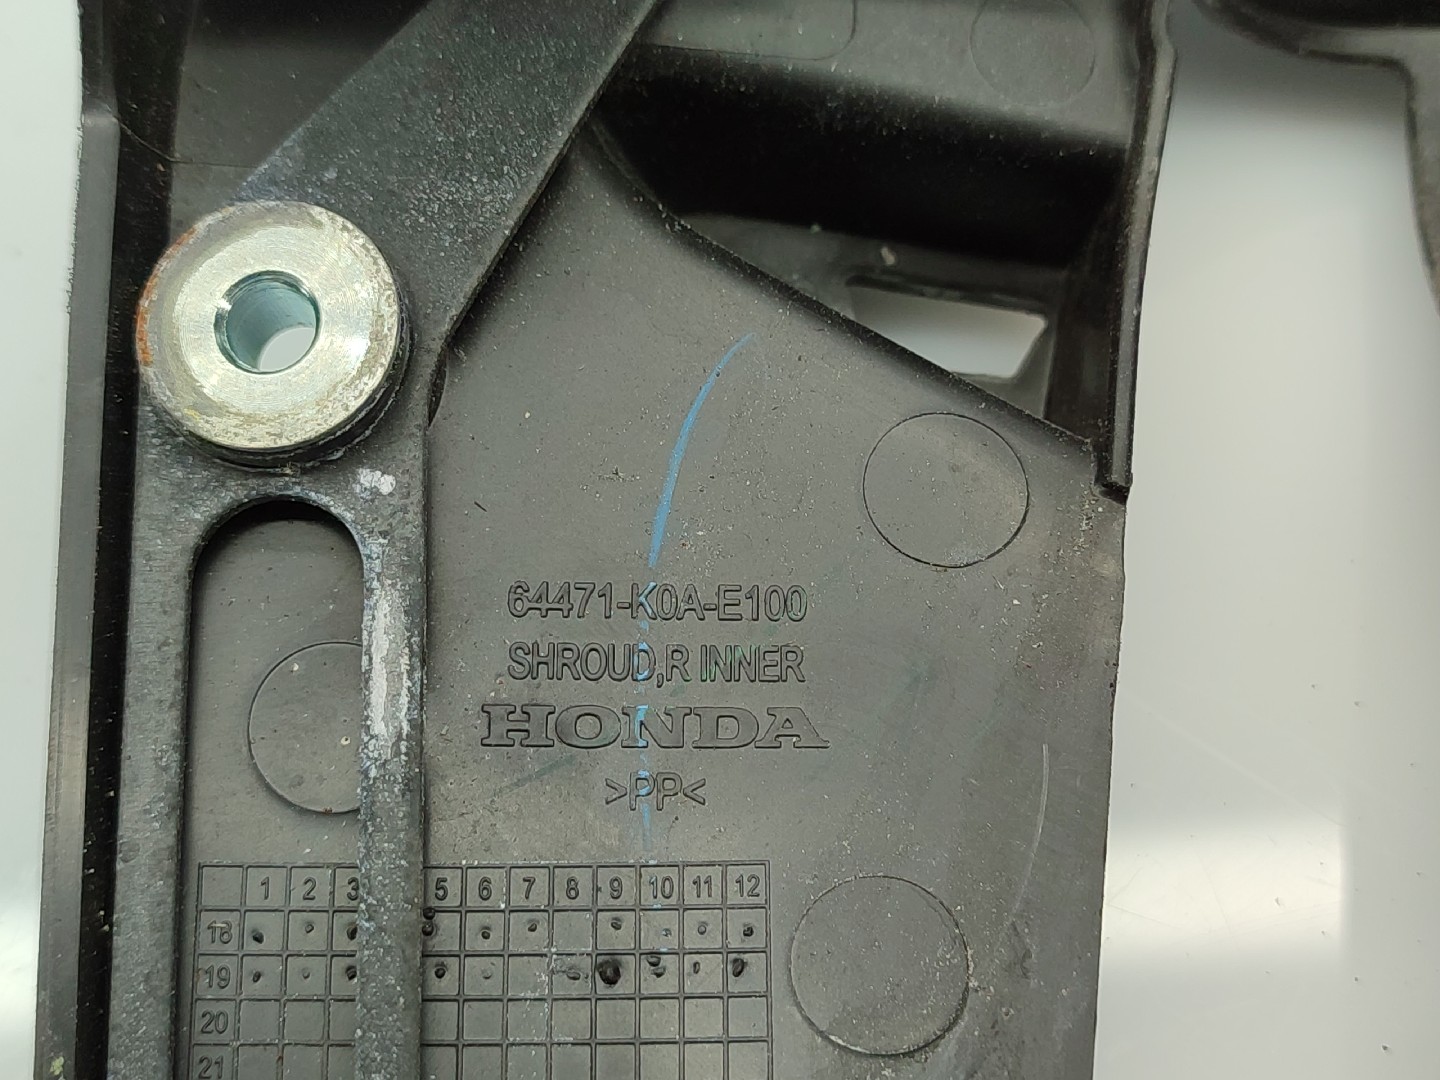 64471-K0A-E100
SHROUD,R INNER
HONDA
>PP<
1 2 3 5 6 7 8 9 10 11 12
18
19
20
21